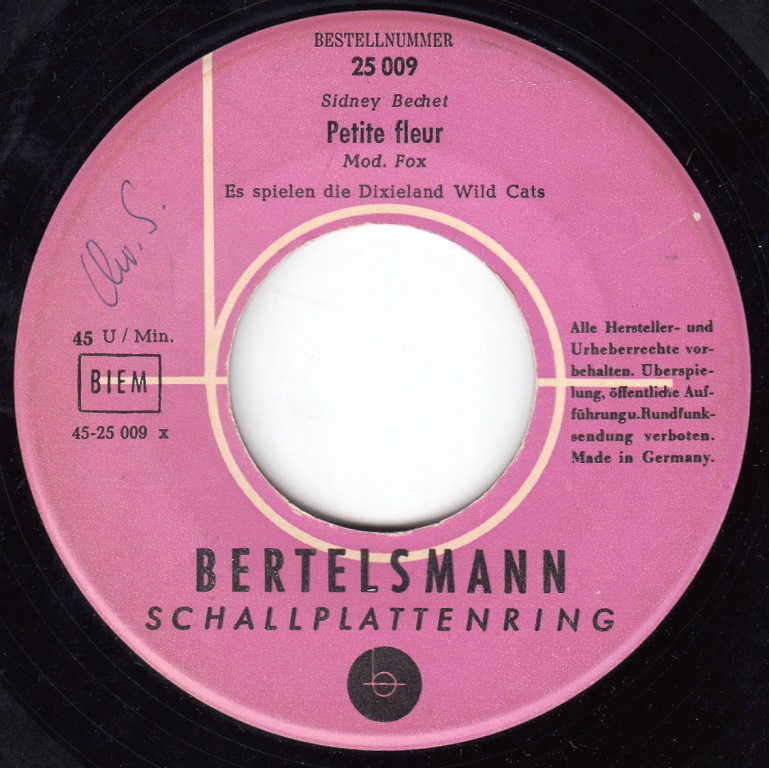 BESTELLNUMMER
25 009
Sidney Bechet
Petite fleur
Mod. Fox
Es spielen die Dixieland Wild Cats
45 U / Min.
BIEM
45-25 009 x
Alle Hersteller- und
Urheberrechte vor-
behalten. Überspie-
lung, öffentliche Auf-
führung u. Rundfunk-
sendung verboten.
Made in Germany.
BERTELSMANN
SCHALLPLATTENRING